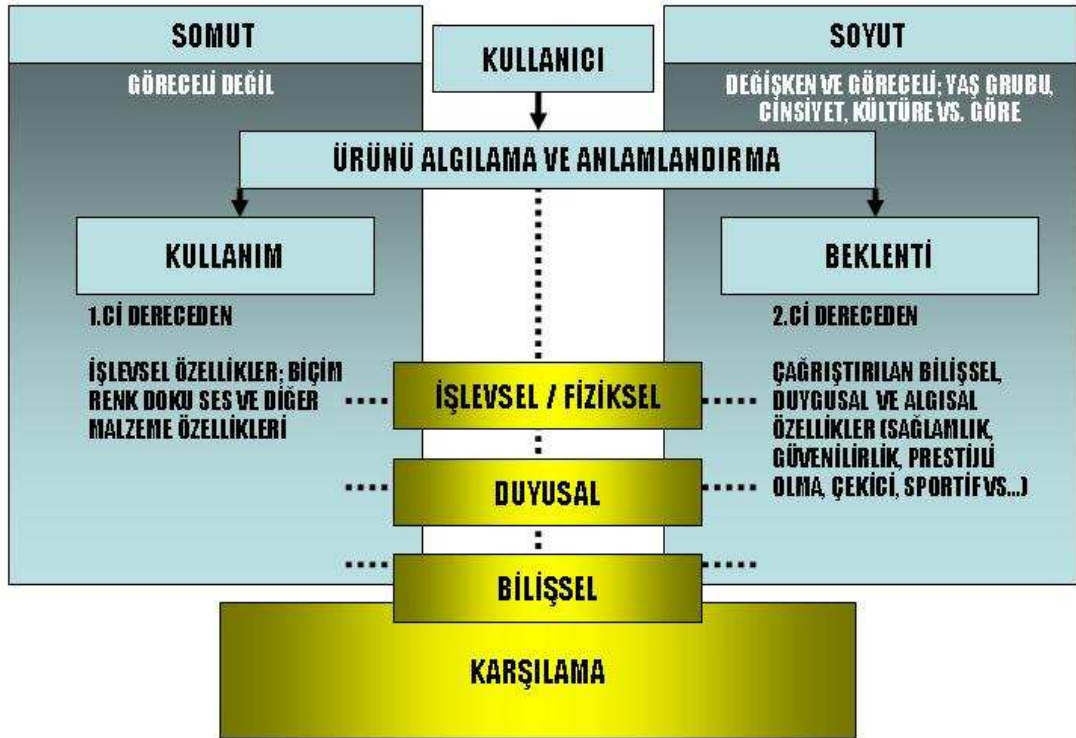 SOMUT
GÖRECELİ DEĞİL
KULLANICI
SOYUT
DEĞİŞKEN VE GÖRECELİ; YAŞ GRUBU,
CİNSİYET, KÜLTÜRE VS. GÖRE
ÜRÜNÜ ALGILAMA VE ANLAMLANDIRMA
KULLANIM
1.Cİ DERECEDEN
İŞLEVSEL ÖZELLİKLER; BİÇİM
RENK DOKU SES VE DİĞER
MALZEME ÖZELLİKLERİ
BEKLENTİ
2.Cİ DERECEDEN
ÇAĞRIŞTIRILAN BİLİŞSEL,
DUYGUSAL VE ALGISAL
ÖZELLİKLER (SAĞLAMLIK,
GÜVENİLİRLİK, PRESTİJLİ
OLMA, ÇEKİCİ, SPORTİF VS...)
İŞLEVSEL / FİZİKSEL
DUYUSAL
BİLİŞSEL
KARŞILAMA